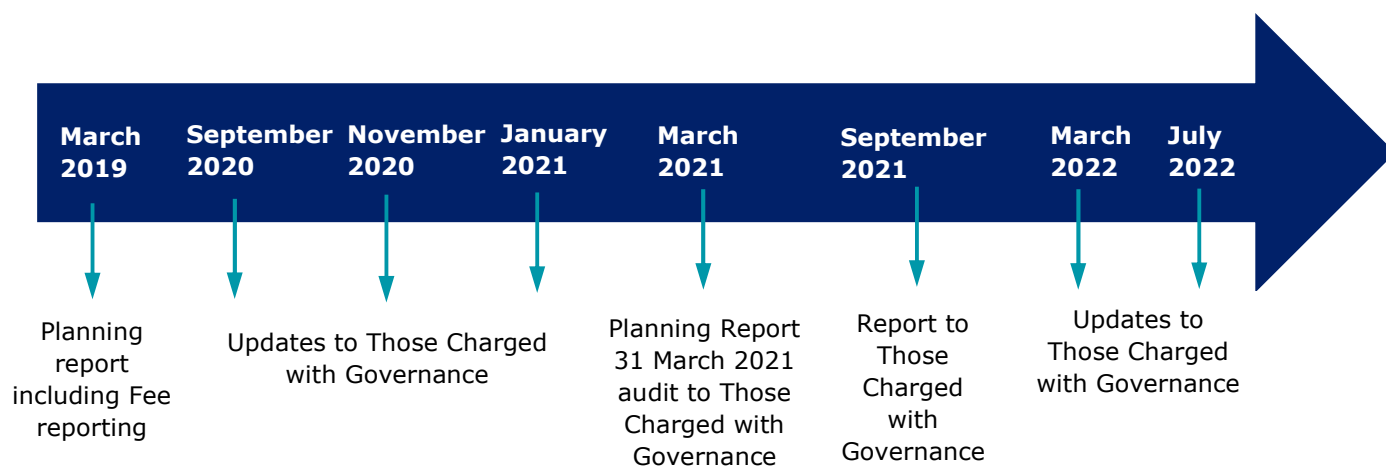 March
2019
September
2020
November
2020
January
2021
March
2021
September
2021
March
2022
July
2022
Planning
report
including Fee
reporting
Updates to Those Charged
with Governance
Planning Report
31 March 2021
audit to Those
Charged with
Governance
Report to
Those
Charged
with
Governance
Updates to
Those Charged
with Governance